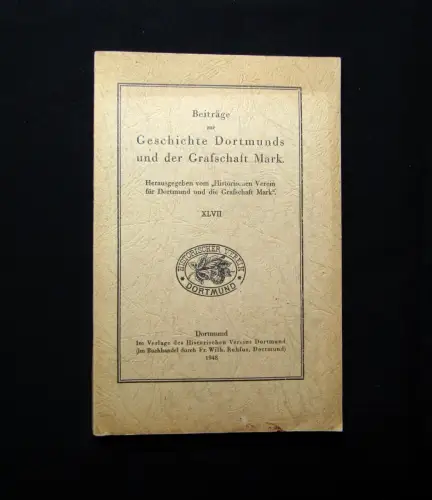 Beiträge
zur
Geschichte Dortmunds
und der Grafschaft Mark.
Herausgegeben vom „Historischen Verein
für Dortmund und die Grafschaft Mark“.
XLVII
HISTORISCHER VEREIN
DORTMUND
Dortmund
Im Verlage des Historischen Vereins Dortmund
(Im Buchhandel durch Fr. Wilh. Ruhfus, Dortmund)
1948